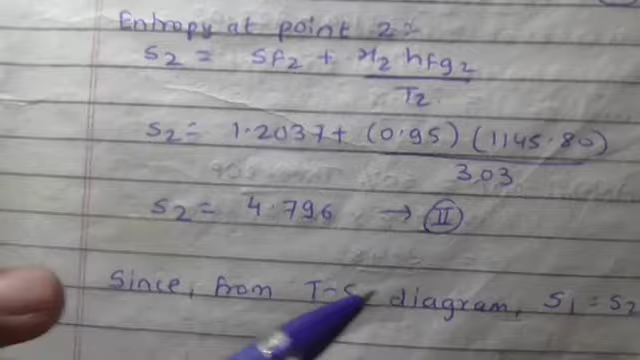 Entropy at point 2:-
S2 = Sf2 + x2 hfg2
T2
S2 = 1.2037 + (0.95) (1145.80)
303
S2 = 4.796 → II
Since, from T-S diagram, S1 = S2